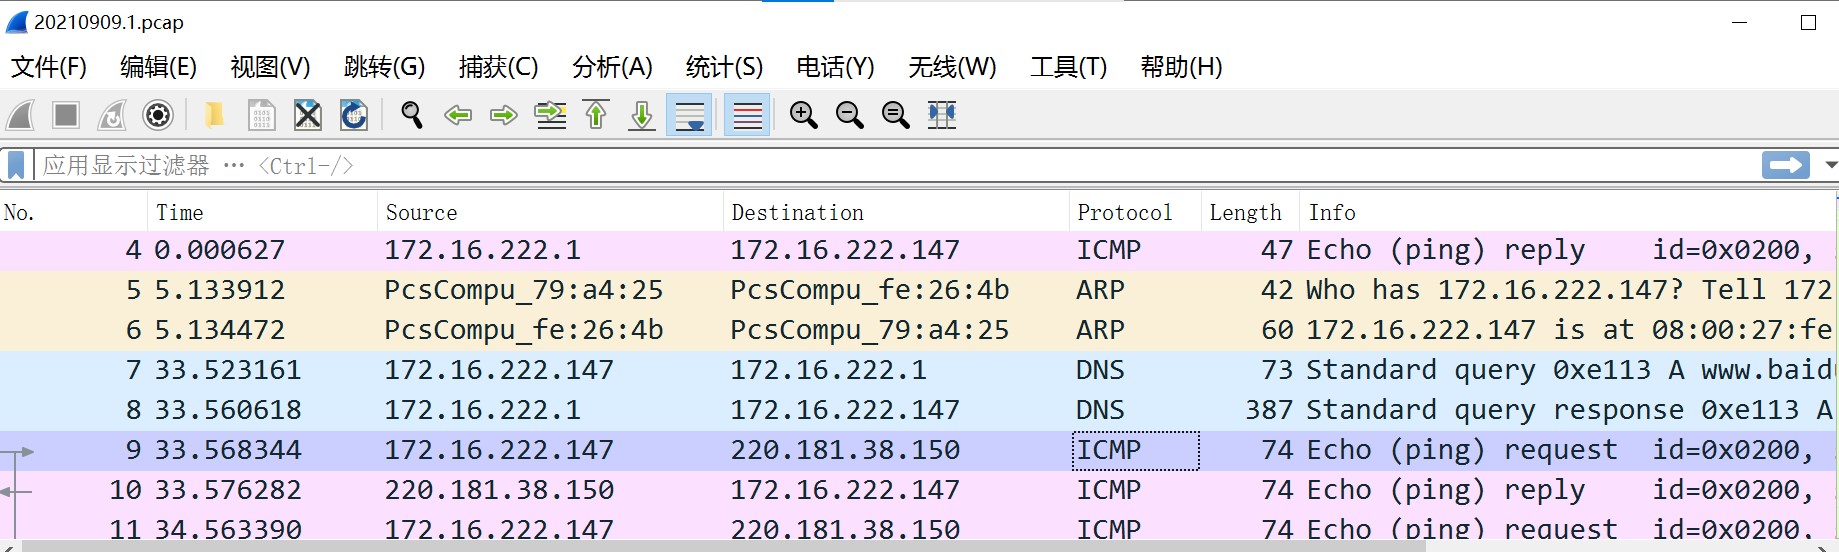 20210909.1.pcap
文件(F) 编辑(E) 视图(V) 跳转(G) 捕获(C) 分析(A) 统计(S) 电话(Y) 无线(W) 工具(T) 帮助(H)
应用显示过滤器 … <Ctrl-/>
No. Time Source Destination Protocol Length Info
4 0.000627 172.16.222.1 172.16.222.147 ICMP 47 Echo (ping) reply id=0x0200,
5 5.133912 PcsCompu_79:a4:25 PcsCompu_fe:26:4b ARP 42 Who has 172.16.222.147? Tell 172
6 5.134472 PcsCompu_fe:26:4b PcsCompu_79:a4:25 ARP 60 172.16.222.147 is at 08:00:27:fe
7 33.523161 172.16.222.147 172.16.222.1 DNS 73 Standard query 0xe113 A www.baid
8 33.560618 172.16.222.1 172.16.222.147 DNS 387 Standard query response 0xe113 A
9 33.568344 172.16.222.147 220.181.38.150 ICMP 74 Echo (ping) request id=0x0200,
10 33.576282 220.181.38.150 172.16.222.147 ICMP 74 Echo (ping) reply id=0x0200,
11 34.563390 172.16.222.147 220.181.38.150 ICMP 74 Echo (ping) request id=0x0200,